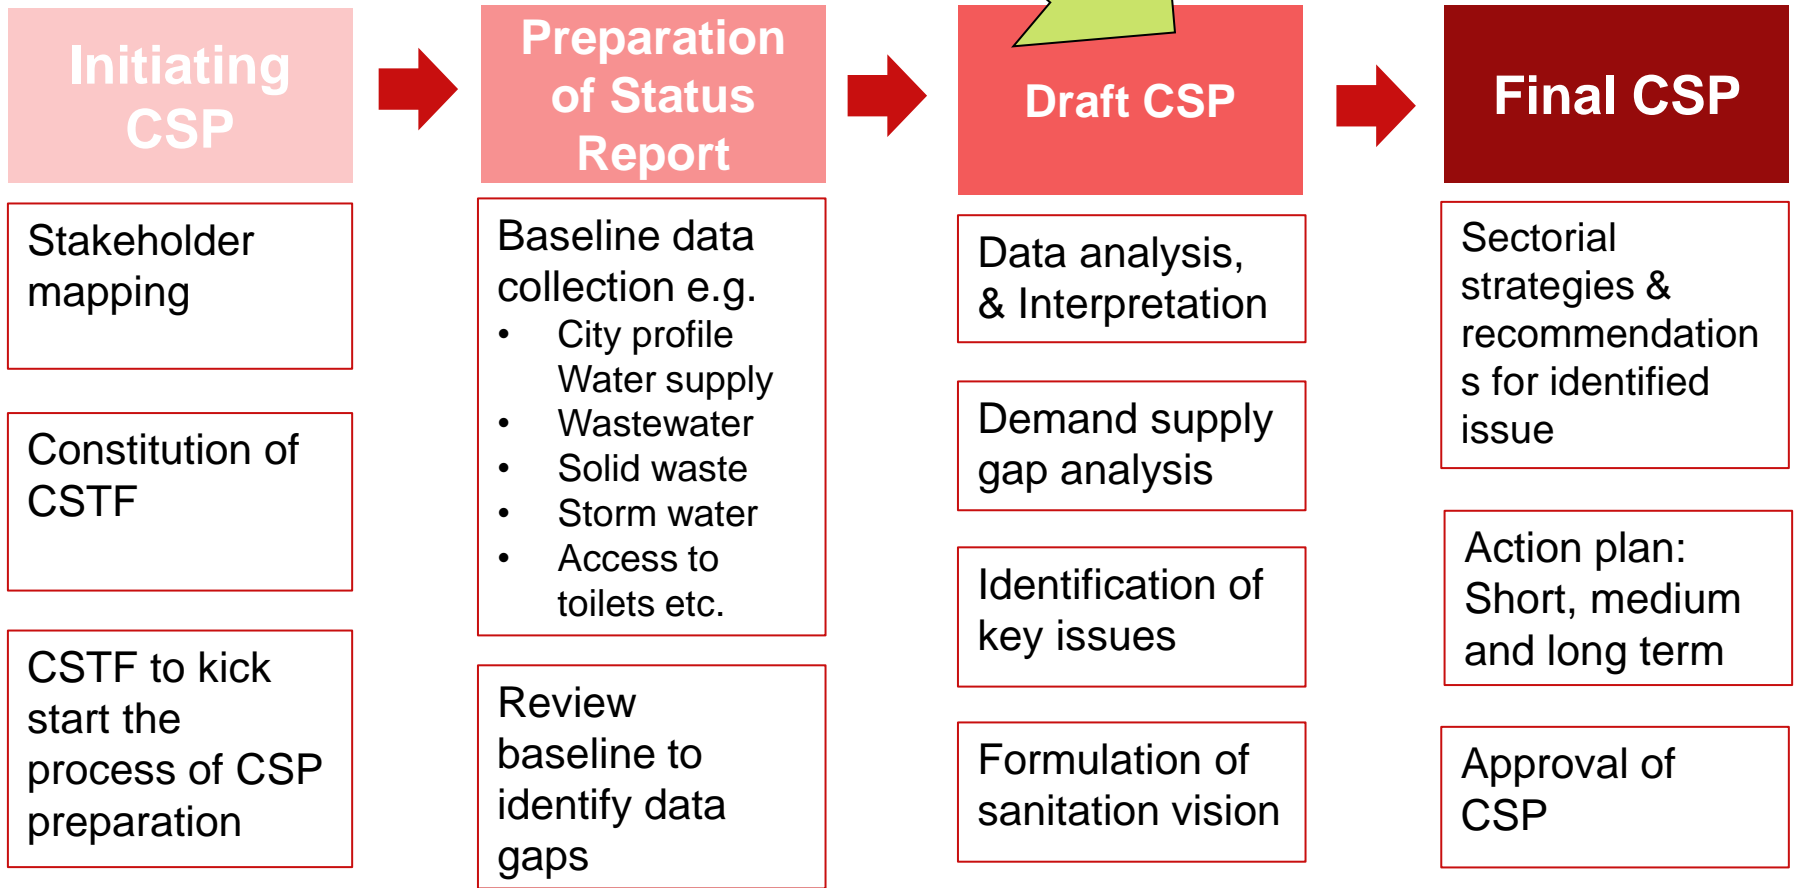 Initiating
CSP
Stakeholder
mapping
Constitution of
CSTF
CSTF to kick
start the
process of CSP
preparation
Preparation
of Status
Report
Baseline data
collection e.g.
• City profile
Water supply
• Wastewater
• Solid waste
• Storm water
• Access to
toilets etc.
Review
baseline to
identify data
gaps
Draft CSP
Data analysis,
& Interpretation
Demand supply
gap analysis
Identification of
key issues
Formulation of
sanitation vision
Final CSP
Sectorial
strategies &
recommendation
s for identified
issue
Action plan:
Short, medium
and long term
Approval of
CSP